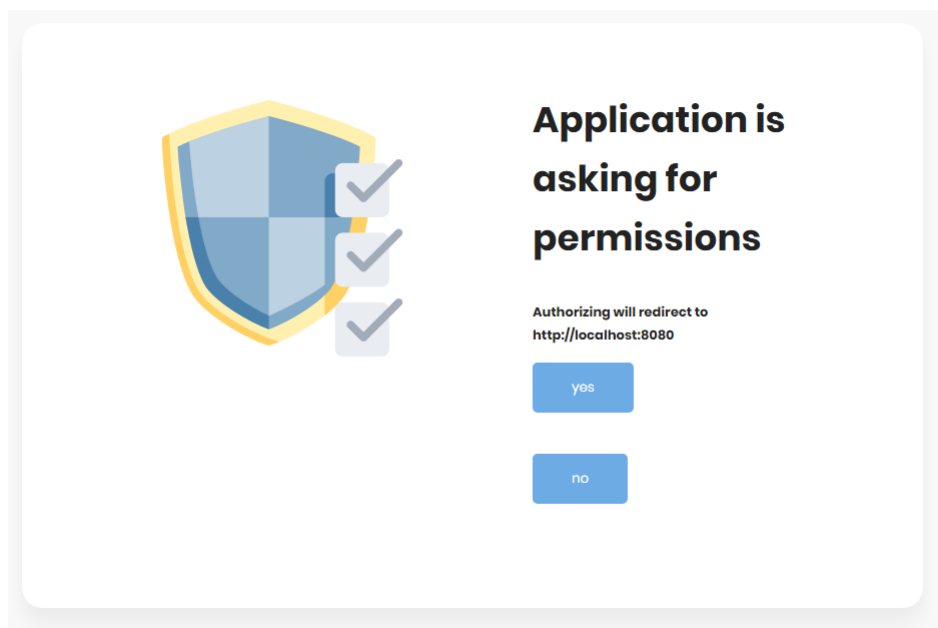 Application is
asking for
permissions
Authorizing will redirect to
http://localhost:8080
yes
no